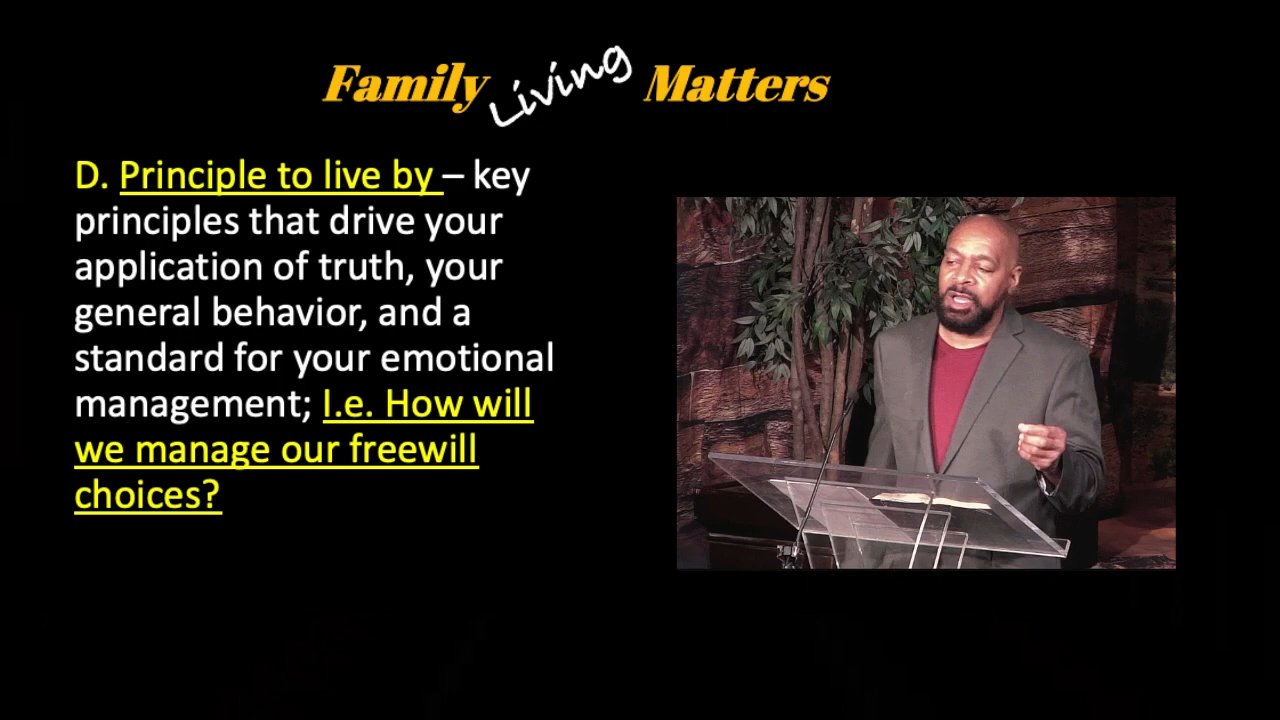 Family Living Matters
D. Principle to live by – key
principles that drive your
application of truth, your
general behavior, and a
standard for your emotional
management; I.e. How will
we manage our freewill
choices?